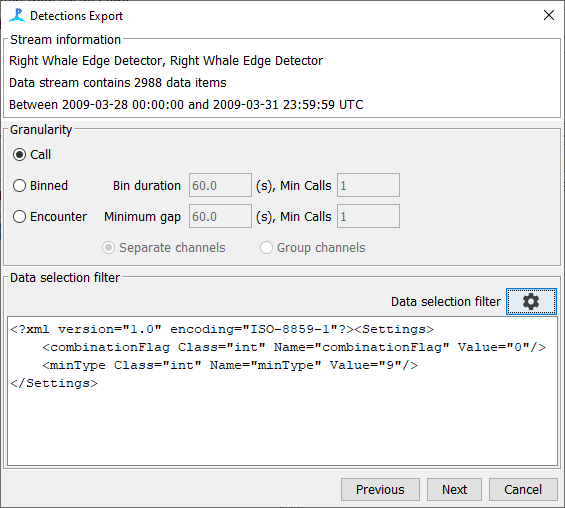 Detections Export
Stream information
Right Whale Edge Detector, Right Whale Edge Detector
Data stream contains 2988 data items
Between 2009-03-28 00:00:00 and 2009-03-31 23:59:59 UTC
Granularity
Call
Binned Bin duration 60.0 (s), Min Calls 1
Encounter Minimum gap 60.0 (s), Min Calls 1
Separate channels Group channels
Data selection filter
Data selection filter
<?xml version="1.0" encoding="ISO-8859-1"?><Settings>
<combinationFlag Class="int" Name="combinationFlag" Value="0"/>
<minType Class="int" Name="minType" Value="9"/>
</Settings>
Previous Next Cancel